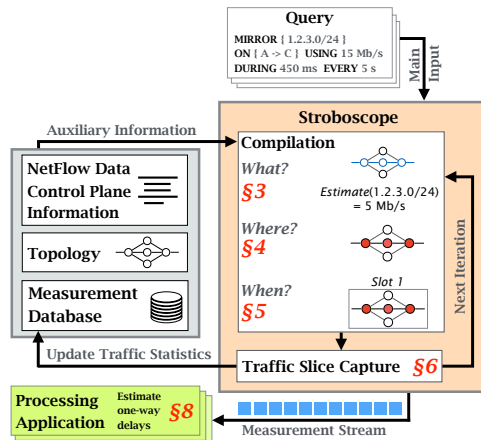 Query
MIRROR { 1.2.3.0/24 }
ON { A -> C } USING 15 Mb/s
DURING 450 ms EVERY 5 s
Main
Input
Stroboscope
Auxiliary Information
Compilation
What?
§3
Estimate(1.2.3.0/24)
= 5 Mb/s
Where?
§4
When?
§5
Slot 1
Next Iteration
NetFlow Data
Control Plane
Information
Topology
Measurement
Database
Update Traffic Statistics
Traffic Slice Capture §6
Processing
Application
Estimate
one-way
delays
§8
Measurement Stream